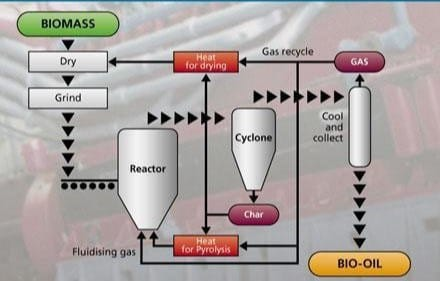 BIOMASS
Dry
Heat
for drying
Gas recycle
GAS
Grind
Cool
and
collect
Cyclone
Reactor
Char
Heat
for Pyrolysis
Fluidising gas
BIO-OIL